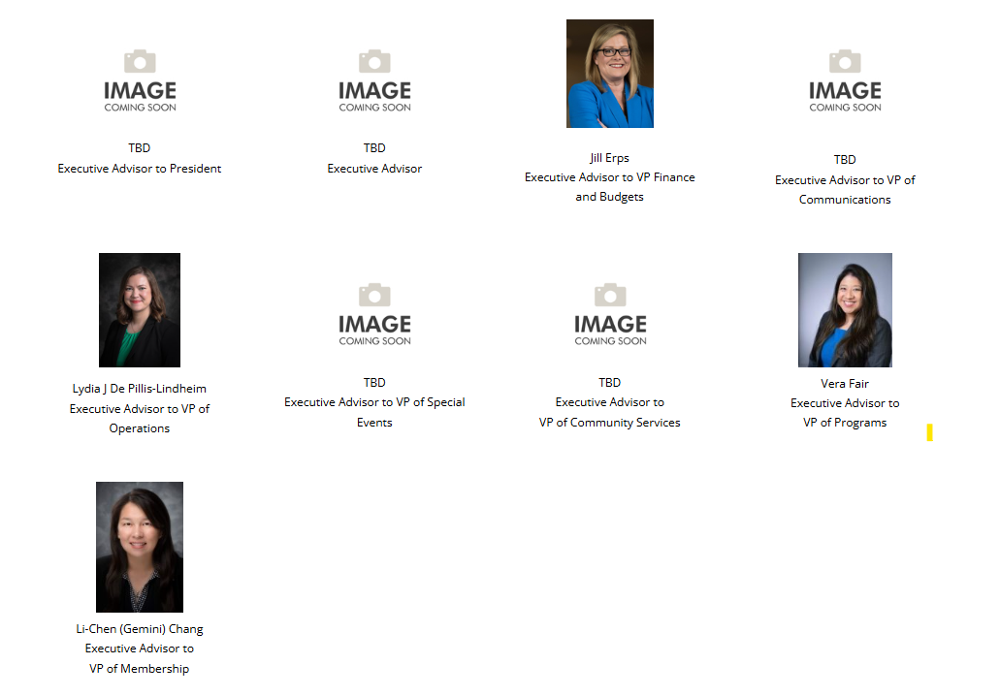 IMAGE
COMING SOON
TBD
Executive Advisor to President
IMAGE
COMING SOON
TBD
Executive Advisor
Jill Erps
Executive Advisor to VP Finance
and Budgets
IMAGE
COMING SOON
TBD
Executive Advisor to VP of
Communications
Lydia J De Pillis-Lindheim
Executive Advisor to VP of
Operations
IMAGE
COMING SOON
TBD
Executive Advisor to VP of Special
Events
IMAGE
COMING SOON
TBD
Executive Advisor to
VP of Community Services
Vera Fair
Executive Advisor to
VP of Programs
Li-Chen (Gemini) Chang
Executive Advisor to
VP of Membership